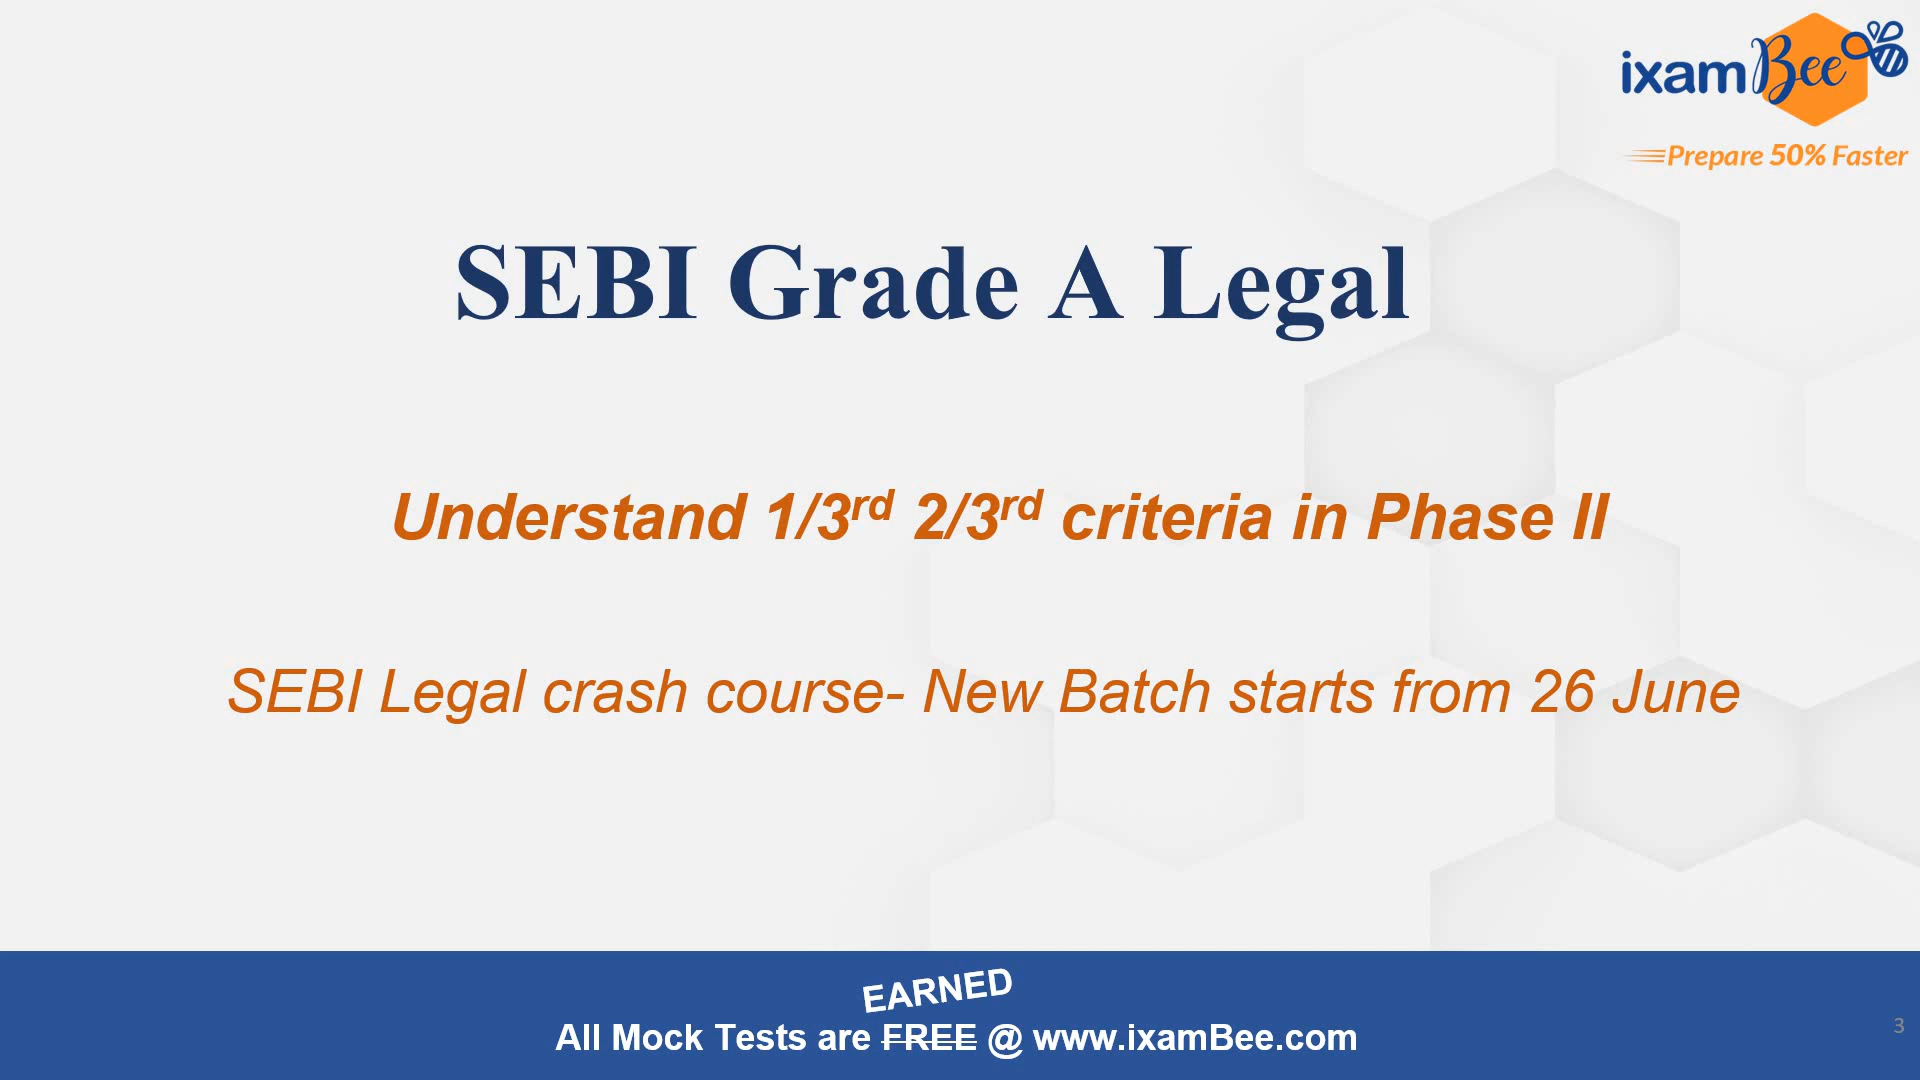 ixamBee
Prepare 50% Faster
SEBI Grade A Legal
Understand 1/3rd 2/3rd criteria in Phase II
SEBI Legal crash course- New Batch starts from 26 June
EARNED
All Mock Tests are FREE @ www.ixamBee.com
3